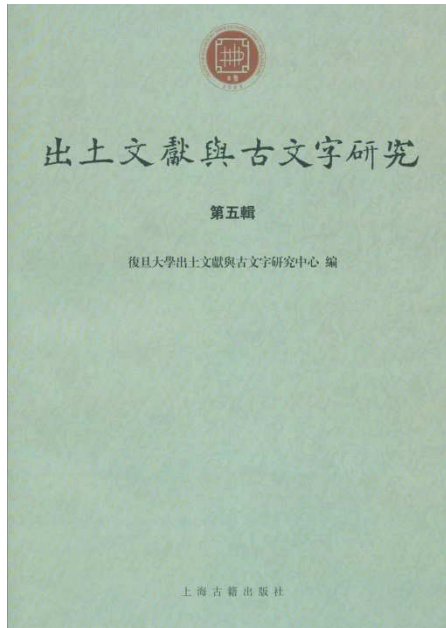 出土文獻與古文字研究
第五輯
復旦大學出土文獻與古文字研究中心 編
上海古籍出版社